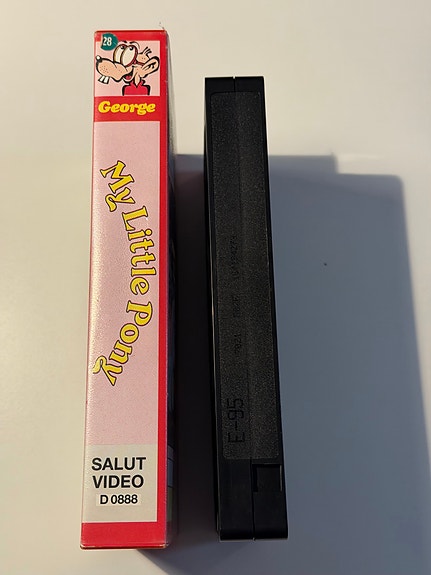 28
George
My Little Pony
SALUT
VIDEO
D 0888
E-95